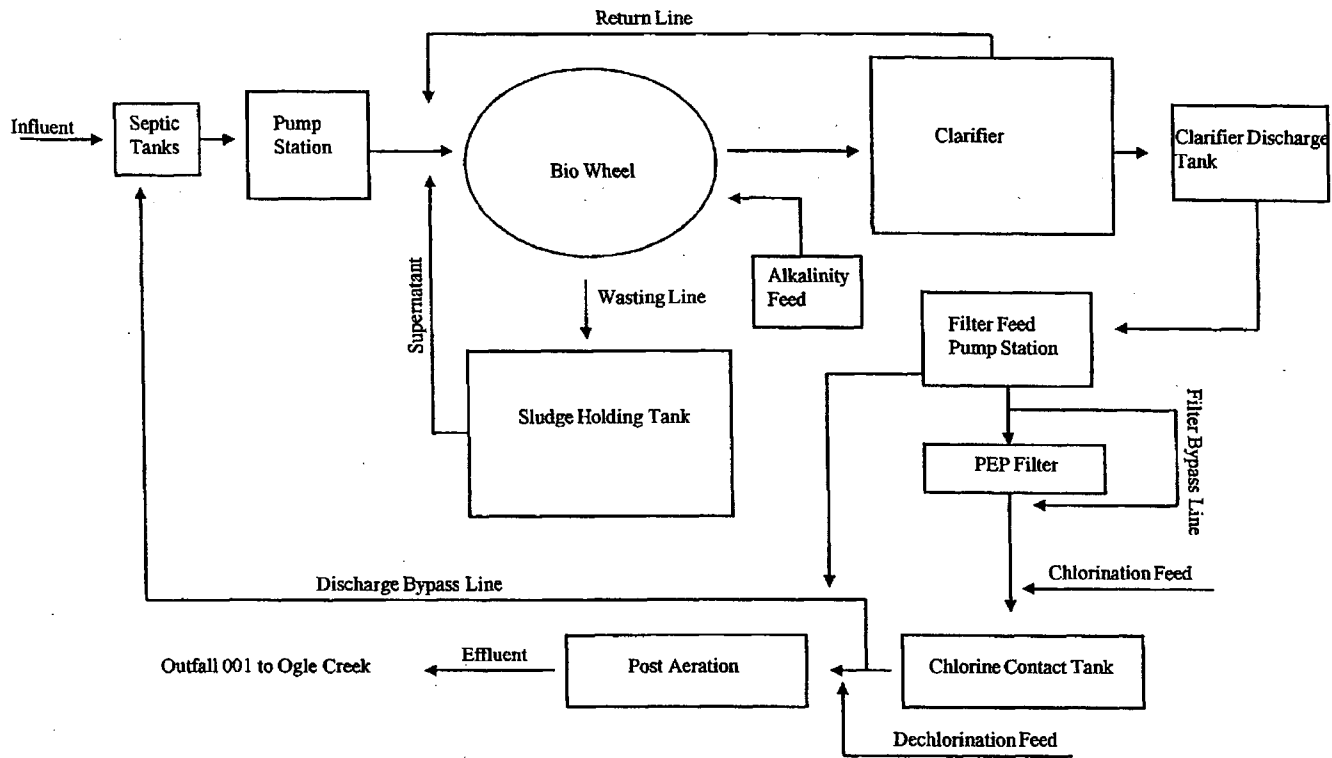 Return Line
Influent
Septic
Tanks
Pump
Station
Bio Wheel
Clarifier
Clarifier Discharge
Tank
Supernatant
Wasting Line
Alkalinity
Feed
Filter Feed
Pump Station
Sludge Holding Tank
PEP Filter
Filter Bypass Line
Discharge Bypass Line
Chlorination Feed
Outfall 001 to Ogle Creek
Effluent
Post Aeration
Chlorine Contact Tank
Dechlorination Feed